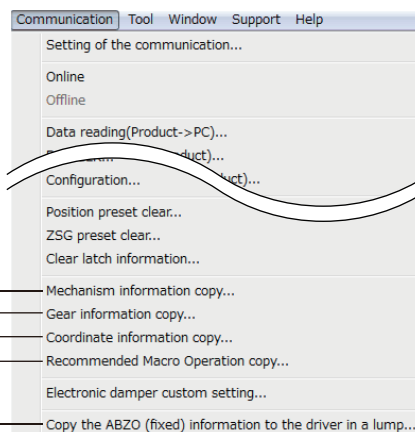 Communication Tool Window Support Help
Setting of the communication...
Online
Offline
Data reading(Product->PC)...
Configuration...
Position preset clear...
ZSG preset clear...
Clear latch information...
Mechanism information copy...
Gear information copy...
Coordinate information copy...
Recommended Macro Operation copy...
Electronic damper custom setting...
Copy the ABZO (fixed) information to the driver in a lump...